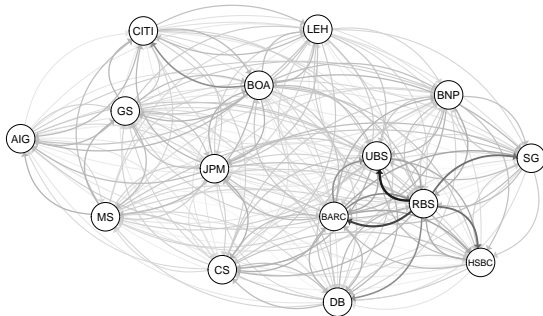 CITI
LEH
BOA
BNP
GS
AIG
UBS
SG
JPM
RBS
MS
BARC
HSBC
CS
DB